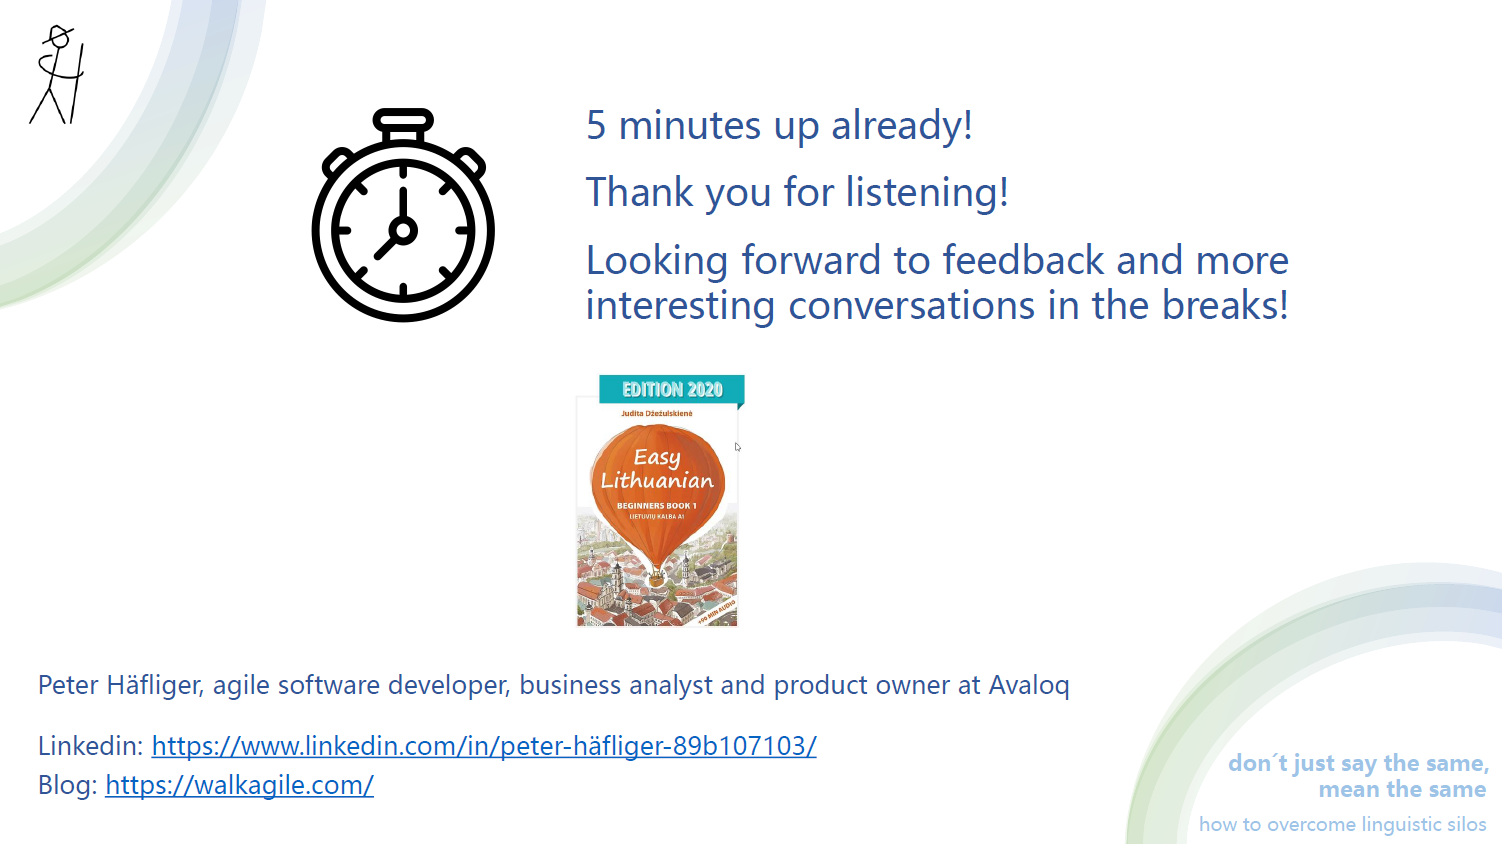 5 minutes up already!
Thank you for listening!
Looking forward to feedback and more
interesting conversations in the breaks!
EDITION 2020
Judita Džežulskienė
Easy
Lithuanian
BEGINNERS BOOK 1
LIETUVIŲ KALBA A1
+90 MIN AUDIO
Peter Häfliger, agile software developer, business analyst and product owner at Avaloq
Linkedin: https://www.linkedin.com/in/peter-häfliger-89b107103/
Blog: https://walkagile.com/
don´t just say the same,
mean the same
how to overcome linguistic silos